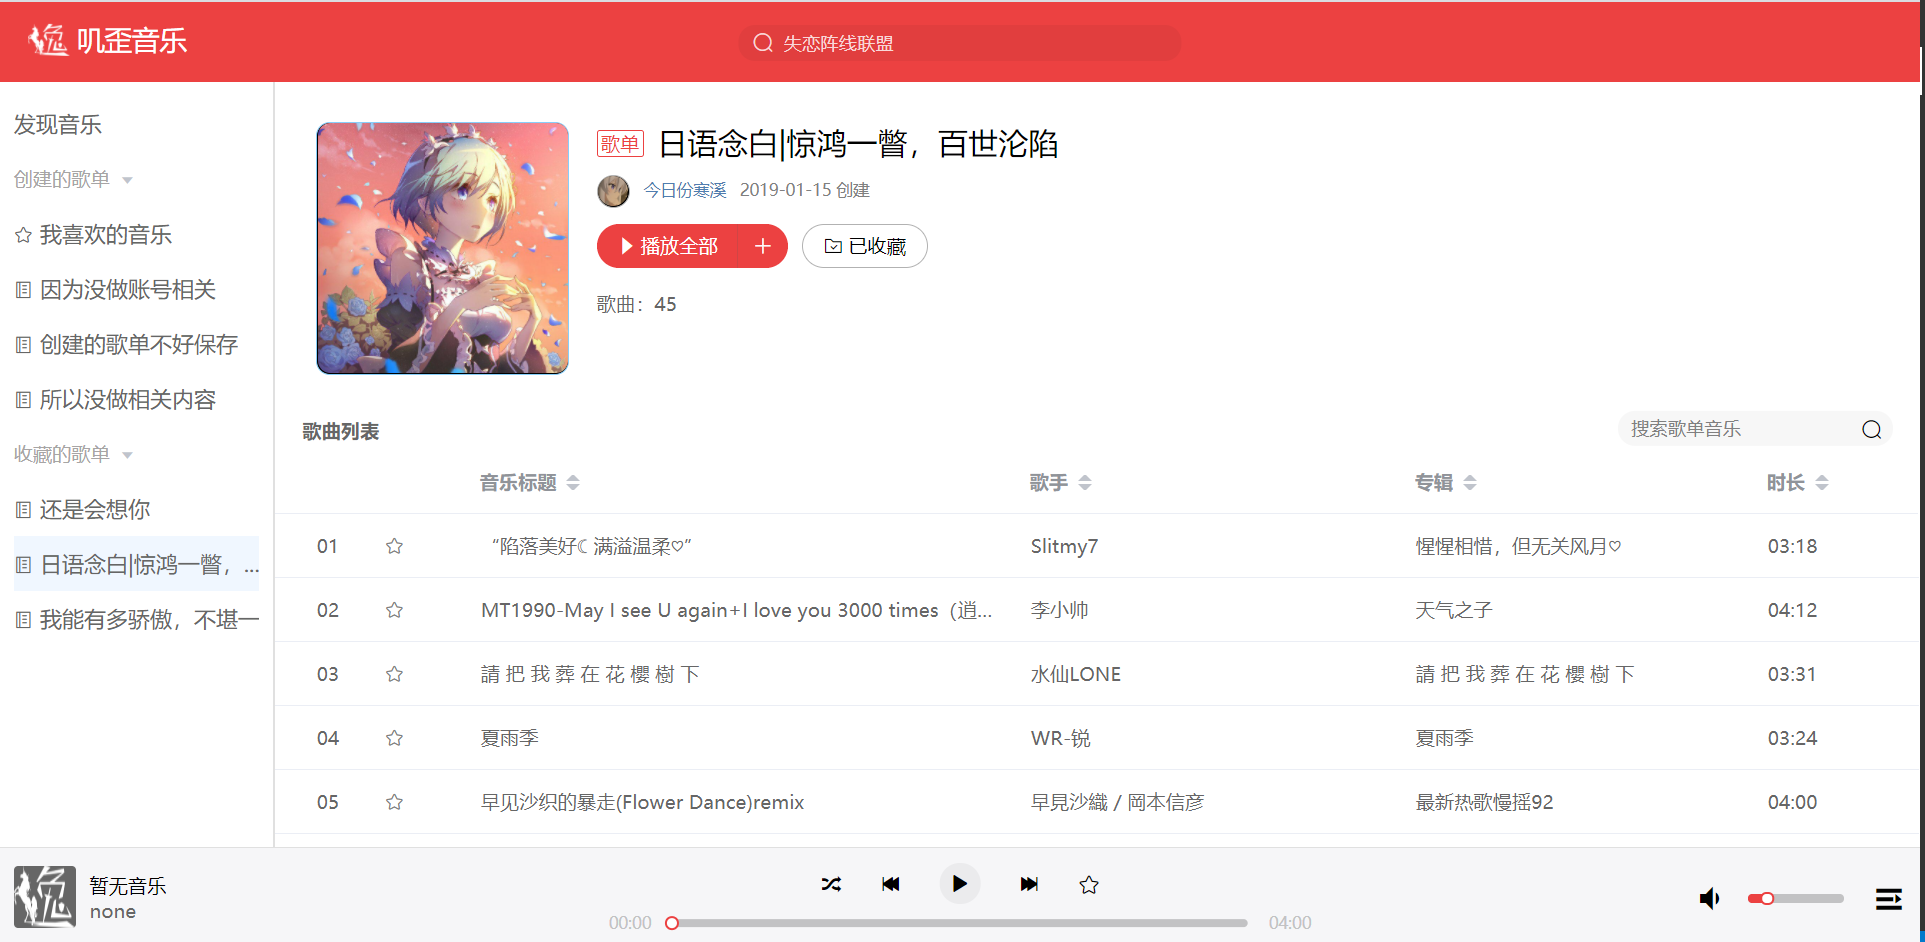 叽歪音乐
失恋阵线联盟
发现音乐
创建的歌单
我喜欢的音乐
因为没做账号相关
创建的歌单不好保存
所以没做相关内容
收藏的歌单
还是会想你
日语念白|惊鸿一瞥，...
我能有多骄傲，不堪一
歌单 日语念白|惊鸿一瞥，百世沦陷
今日份寒溪 2019-01-15 创建
播放全部 + 已收藏
歌曲：45
歌曲列表
搜索歌单音乐
音乐标题 歌手 专辑 时长
01 “陷落美好☾满溢温柔♡” Slitmy7 惺惺相惜，但无关风月♡ 03:18
02 MT1990-May I see U again+I love you 3000 times（逍... 李小帅 天气之子 04:12
03 請 把 我 葬 在 花 櫻 樹 下 水仙LONE 請 把 我 葬 在 花 櫻 樹 下 03:31
04 夏雨季 WR-锐 夏雨季 03:24
05 早见沙织的暴走(Flower Dance)remix 早見沙織 / 岡本信彦 最新热歌慢摇92 04:00
暂无音乐
none
00:00 04:00